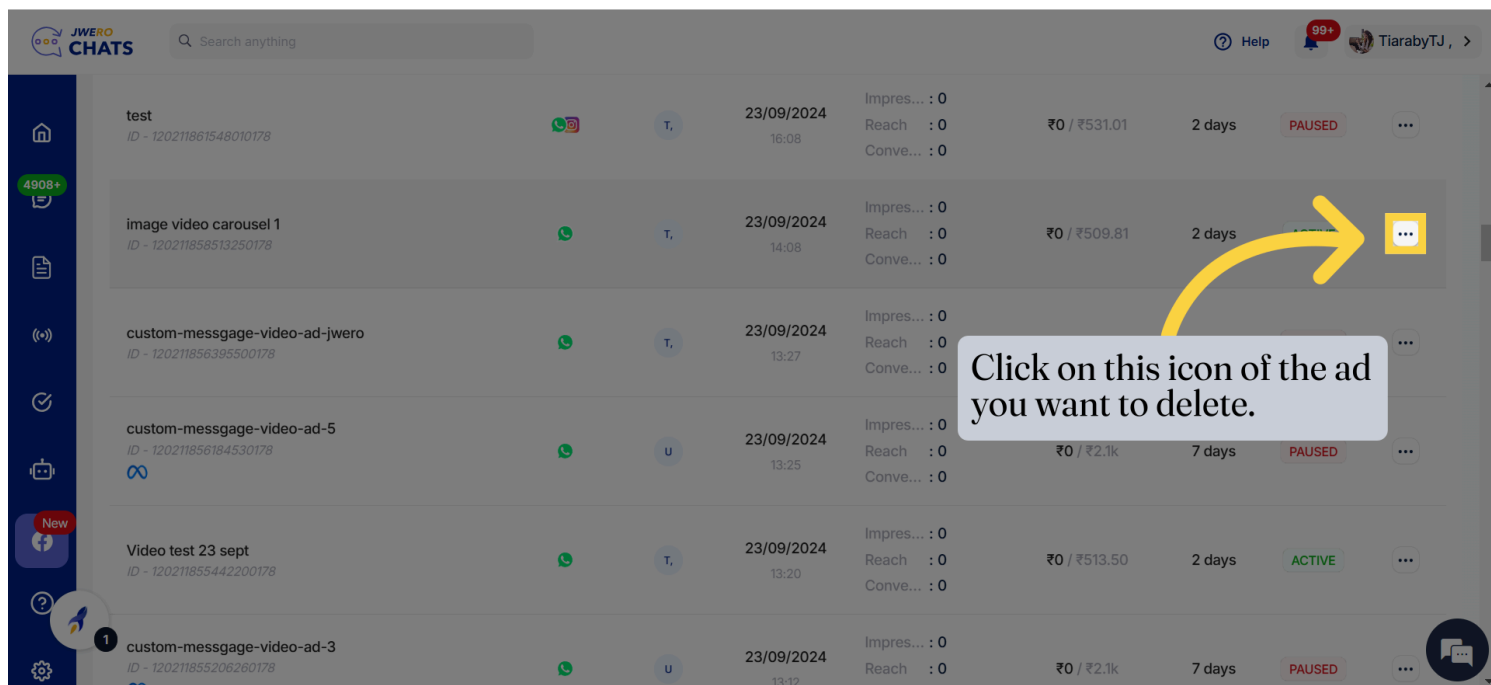 JWERO
CHATS
Search anything
Help
99+
TiarabyTJ ,
4908+
New
1
test
ID - 120211861548010178
T,
23/09/2024
16:08
Impres... : 0
Reach : 0
Conve... : 0
₹0 / ₹531.01
2 days
PAUSED
image video carousel 1
ID - 120211858513250178
T,
23/09/2024
14:08
Impres... : 0
Reach : 0
Conve... : 0
₹0 / ₹509.81
2 days
custom-messgage-video-ad-jwero
ID - 120211856395500178
T,
23/09/2024
13:27
Impres... : 0
Reach : 0
Conve... : 0
Click on this icon of the ad
you want to delete.
custom-messgage-video-ad-5
ID - 120211856184530178
U
23/09/2024
13:25
Impres... : 0
Reach : 0
Conve... : 0
₹0 / ₹2.1k
7 days
PAUSED
Video test 23 sept
ID - 120211855442200178
T,
23/09/2024
13:20
Impres... : 0
Reach : 0
Conve... : 0
₹0 / ₹513.50
2 days
ACTIVE
custom-messgage-video-ad-3
ID - 120211855206260178
U
23/09/2024
13:12
Impres... : 0
Reach : 0
₹0 / ₹2.1k
7 days
PAUSED